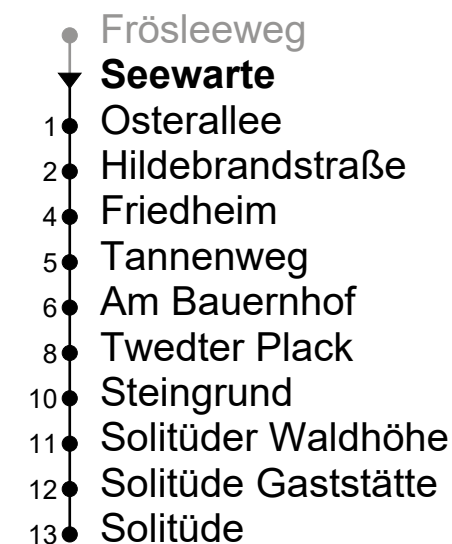 Frösleeweg
Seewarte
1 Osterallee
2 Hildebrandstraße
4 Friedheim
5 Tannenweg
6 Am Bauernhof
8 Twedter Plack
10 Steingrund
11 Solitüder Waldhöhe
12 Solitüde Gaststätte
13 Solitüde